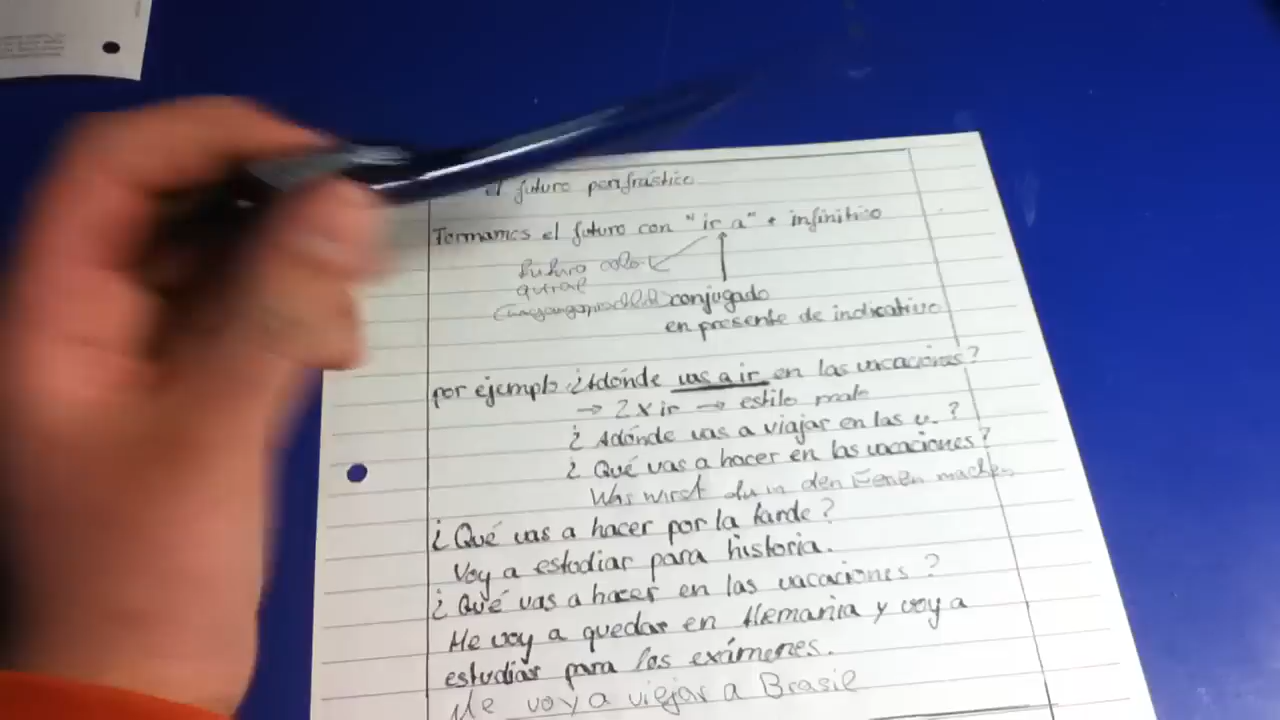 el futuro perifrástico
Formamos el futuro con "ir a" + infinitivo
Futuro
conjugado
en presente de indicativo
por ejemplo ¿Adónde vas a ir en las vacaciones?
→ 2 x ir → estilo malo
¿Adónde vas a viajar en las v.?
¿Qué vas a hacer en las vacaciones?
Was wirst du in den Ferien machen
¿Qué vas a hacer por la tarde?
Voy a estudiar para historia.
¿Qué vas a hacer en las vacaciones?
Me voy a quedar en Alemania y voy a
estudiar para los exámenes.
Me voy a viejar a Brasil